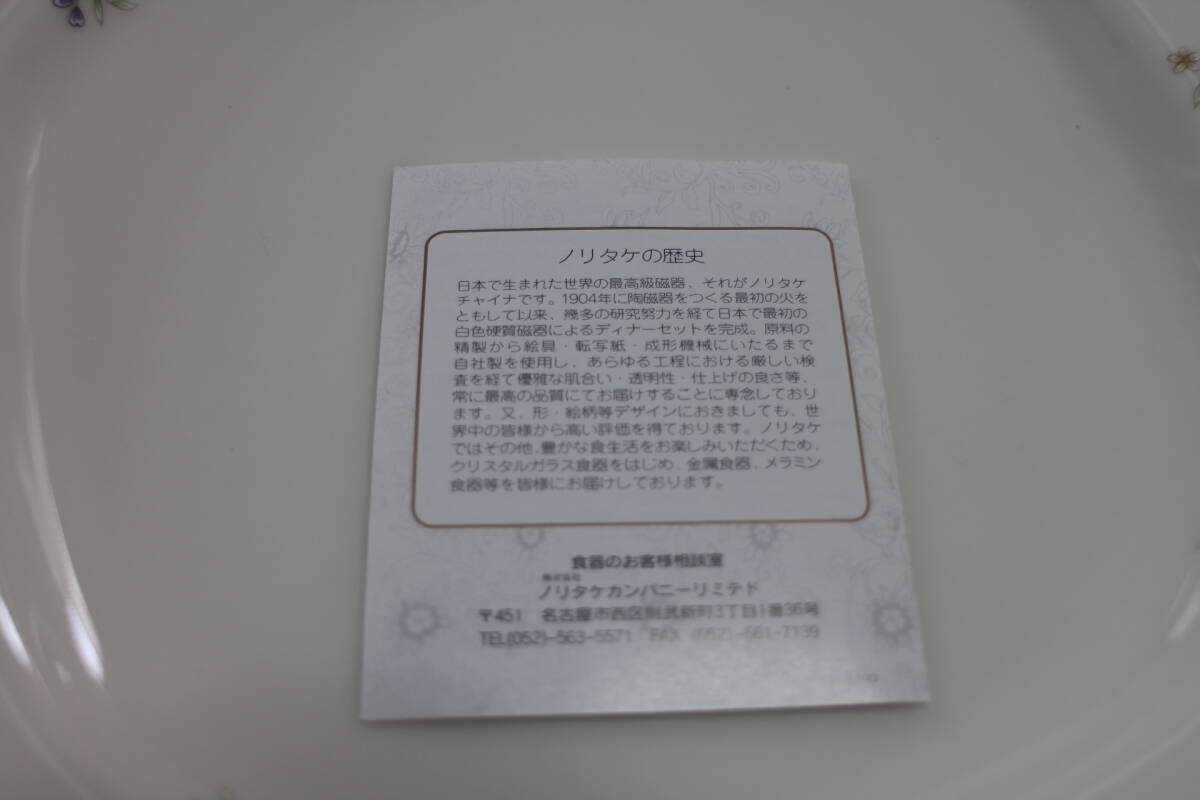 ノリタケの歴史
日本で生まれた世界の最高級磁器、それがノリタケ
チャイナです。1904年に陶磁器をつくる最初の火を
ともして以来、幾多の研究努力を経て日本で最初の
白色硬質磁器によるディナーセットを完成。原料の
精製から絵具・転写紙・成形機械にいたるまで
自社製を使用し、あらゆる工程における厳しい検
査を経て優雅な肌合い・透明性・仕上げの良さ等、
常に最高の品質にてお届けすることに専念しており
ます。又、形・絵柄等デザインにおきましても、世
界中の皆様から高い評価を得ております。ノリタケ
ではその他、豊かな食生活をお楽しみいただくため、
クリスタルガラス食器をはじめ、金属食器、メラミン
食器等を皆様にお届けしております。
食器のお客様相談室
株式会社
ノリタケカンパニーリミテド
〒451 名古屋市西区則武新町3丁目1番36号
TEL(052)-563-5571 FAX (052)-561-7139